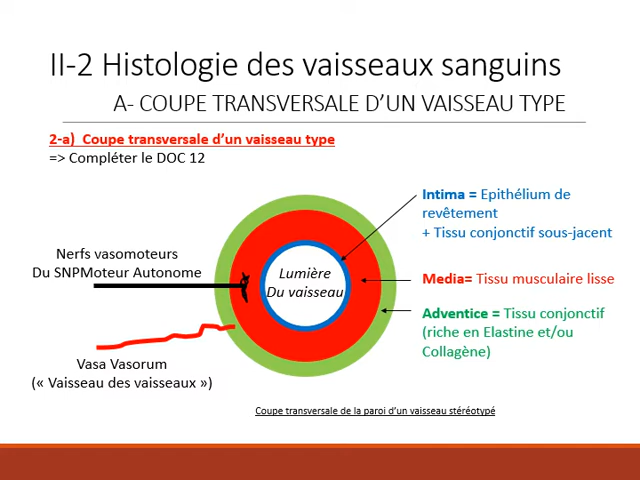 II-2 Histologie des vaisseaux sanguins
A- COUPE TRANSVERSALE D’UN VAISSEAU TYPE
2-a) Coupe transversale d’un vaisseau type
=> Compléter le DOC 12
Intima = Epithélium de
revêtement
+ Tissu conjonctif sous-jacent
Nerfs vasomoteurs
Du SNPMoteur Autonome
Lumière
Du vaisseau
Media= Tissu musculaire lisse
Adventice = Tissu conjonctif
(riche en Elastine et/ou
Collagène)
Vasa Vasorum
(« Vaisseau des vaisseaux »)
Coupe transversale de la paroi d’un vaisseau stéréotypé